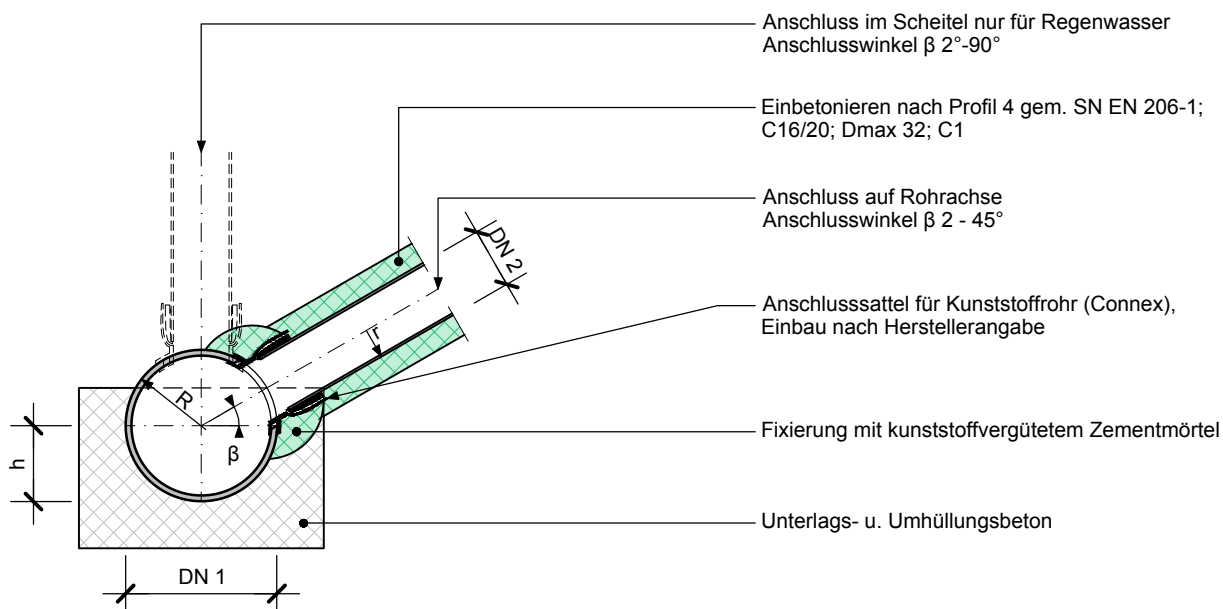 Anschluss im Scheitel nur für Regenwasser
Anschlusswinkel β 2°-90°
Einbetonieren nach Profil 4 gem. SN EN 206-1;
C16/20; Dmax 32; C1
Anschluss auf Rohrachse
Anschlusswinkel β 2 - 45°
DN 2
Anschlusssattel für Kunststoffrohr (Connex),
Einbau nach Herstellerangabe
r
R
β
h
Fixierung mit kunststoffvergütetem Zementmörtel
Unterlags- u. Umhüllungsbeton
DN 1